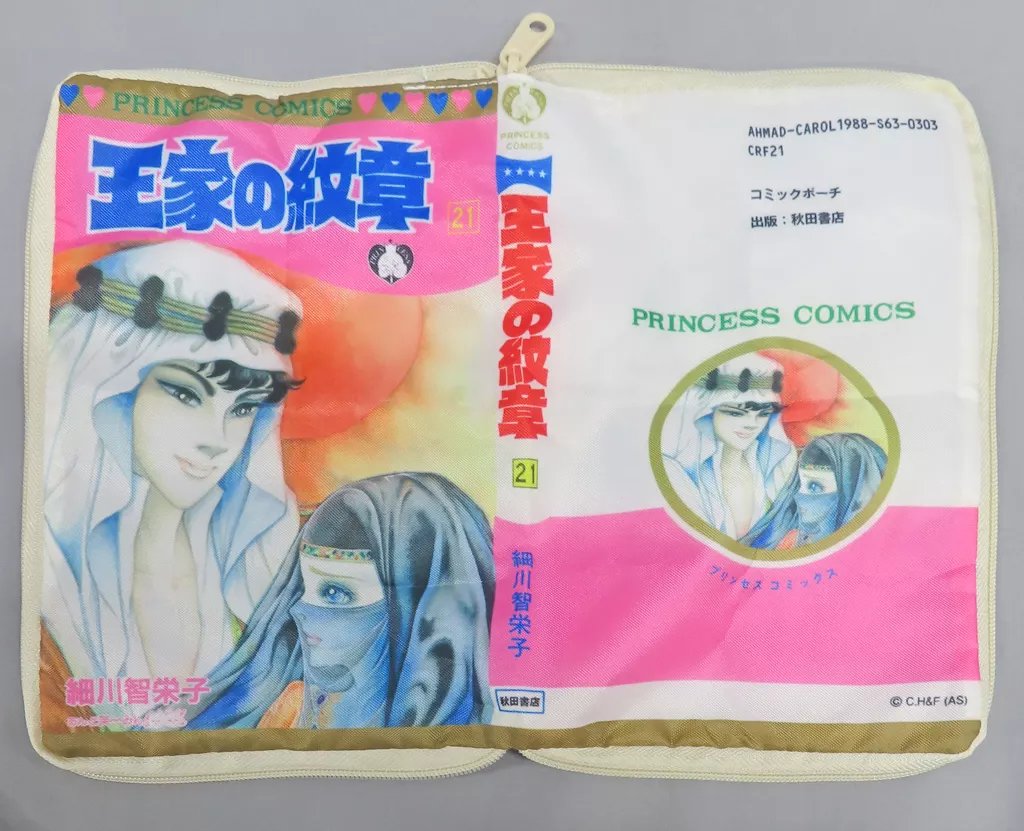 PRINCESS COMICS
王家の紋章
21
細川智栄子
PRINCESS
COMICS
王家の紋章
21
細川智栄子
秋田書店
AHMAD-CAROL1988-S63-0303
CRF21
コミックポーチ
出版：秋田書店
PRINCESS COMICS
プリンセスコミックス
© C.H&F (AS)